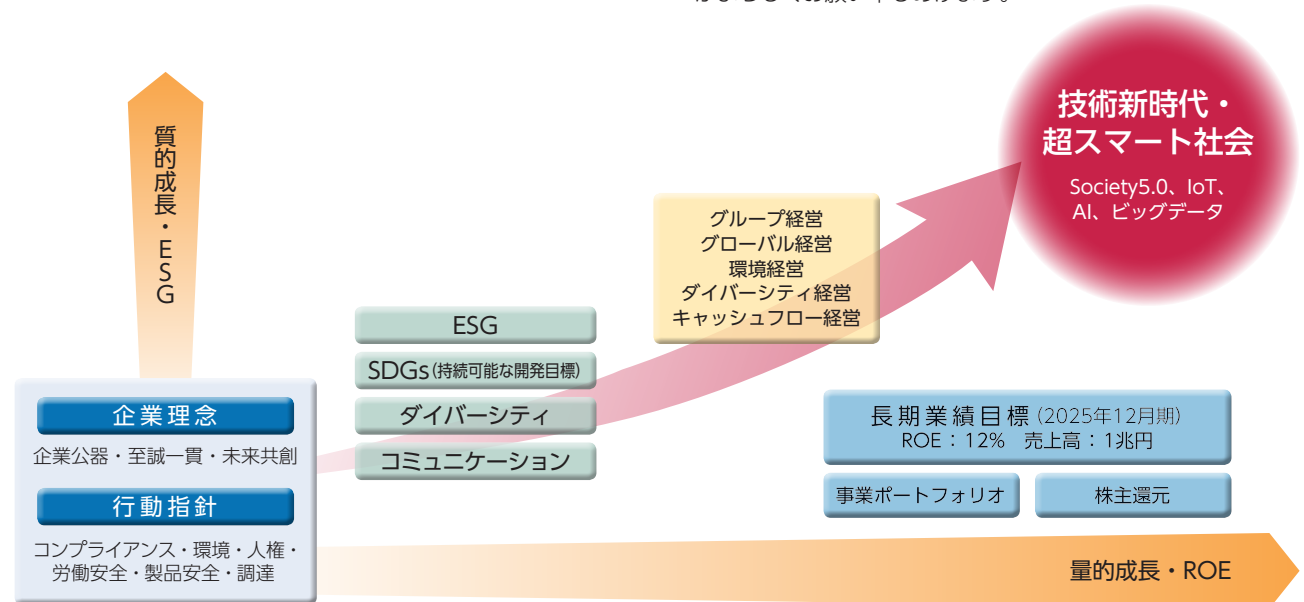 技術新時代・
超スマート社会
Society5.0、IoT、
AI、ビッグデータ
質的成長・ESG
グループ経営
グローバル経営
環境経営
ダイバーシティ経営
キャッシュフロー経営
ESG
SDGs(持続可能な開発目標)
ダイバーシティ
コミュニケーション
企業理念
企業公器・至誠一貫・未来共創
行動指針
コンプライアンス・環境・人権・
労働安全・製品安全・調達
長期業績目標(2025年12月期)
ROE：12%　売上高：1兆円
事業ポートフォリオ
株主還元
量的成長・ROE